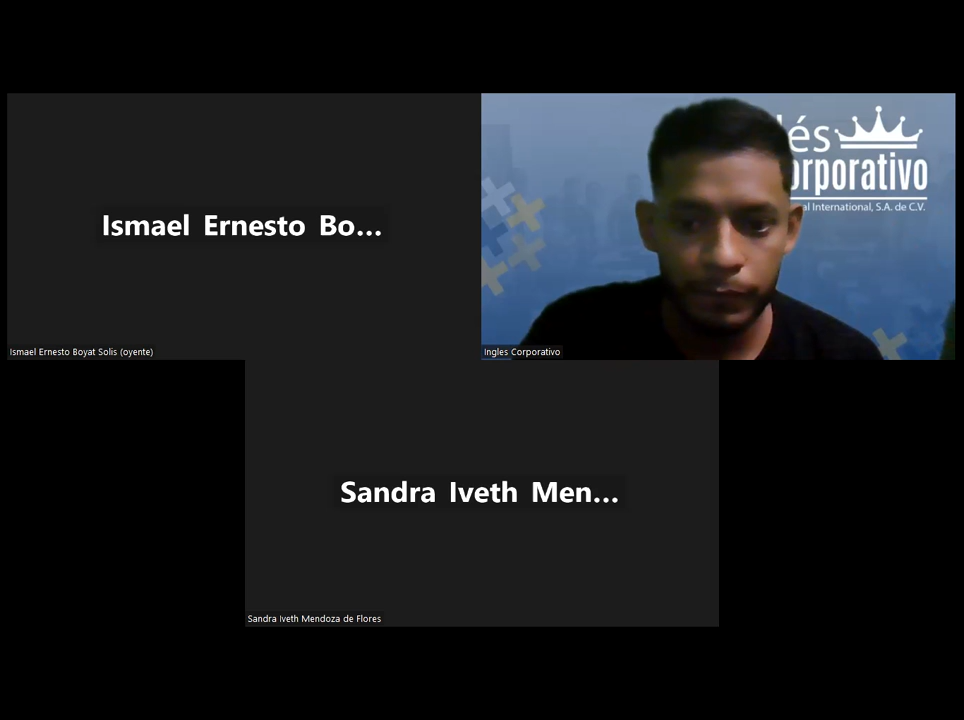 Ismael Ernesto Bo...
Ismael Ernesto Boyat Solis (oyente)
lés
orporativo
al International, S.A. de C.V.
Ingles Corporativo
Sandra Iveth Men...
Sandra Iveth Mendoza de Flores